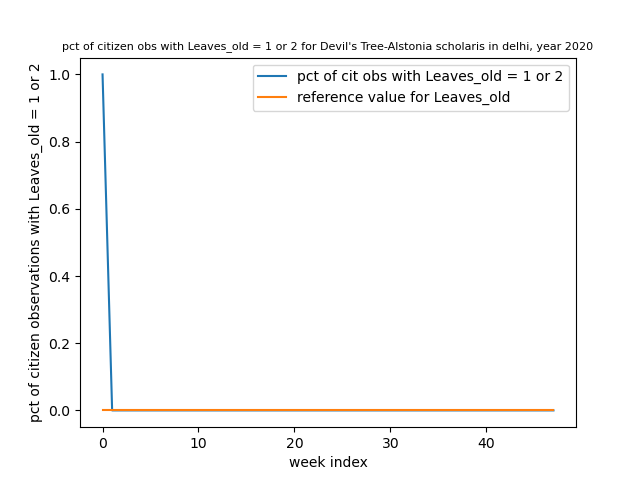 pct of citizen obs with Leaves_old = 1 or 2 for Devil's Tree-Alstonia scholaris in delhi, year 2020
pct of cit obs with Leaves_old = 1 or 2
reference value for Leaves_old
pct of citizen observations with Leaves_old = 1 or 2
1.0
0.8
0.6
0.4
0.2
0.0
0 10 20 30 40
week index